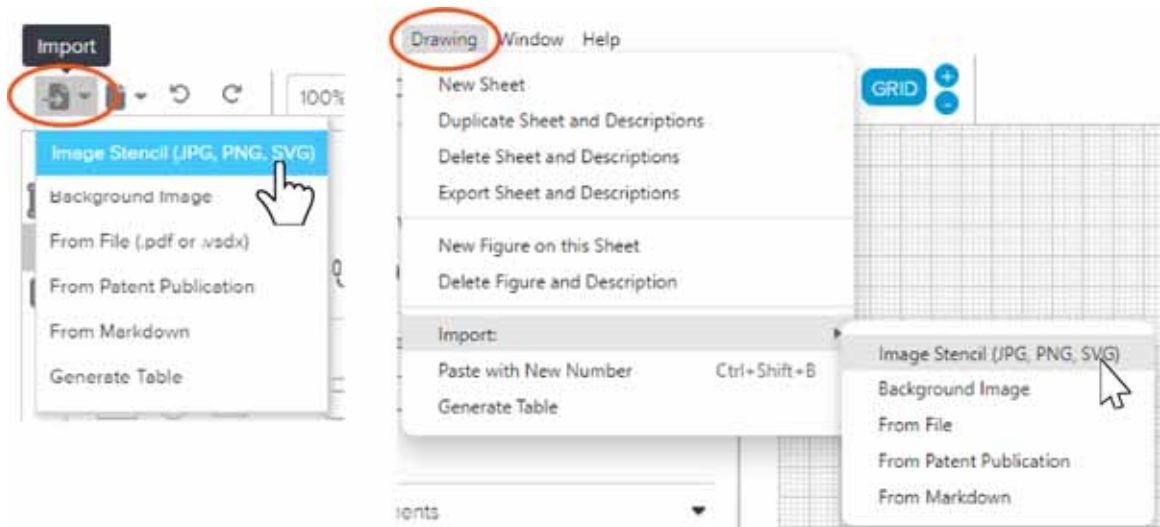 Import
100%
Image Stencil (JPG, PNG, SVG)
Background Image
From File (.pdf or .vsdx)
From Patent Publication
From Markdown
Generate Table
Drawing Window Help
New Sheet
Duplicate Sheet and Descriptions
Delete Sheet and Descriptions
Export Sheet and Descriptions
New Figure on this Sheet
Delete Figure and Description
Import:
Paste with New Number Ctrl+Shift+B
Generate Table
GRID
+
-
Image Stencil (JPG, PNG, SVG)
Background Image
From File
From Patent Publication
From Markdown
ients